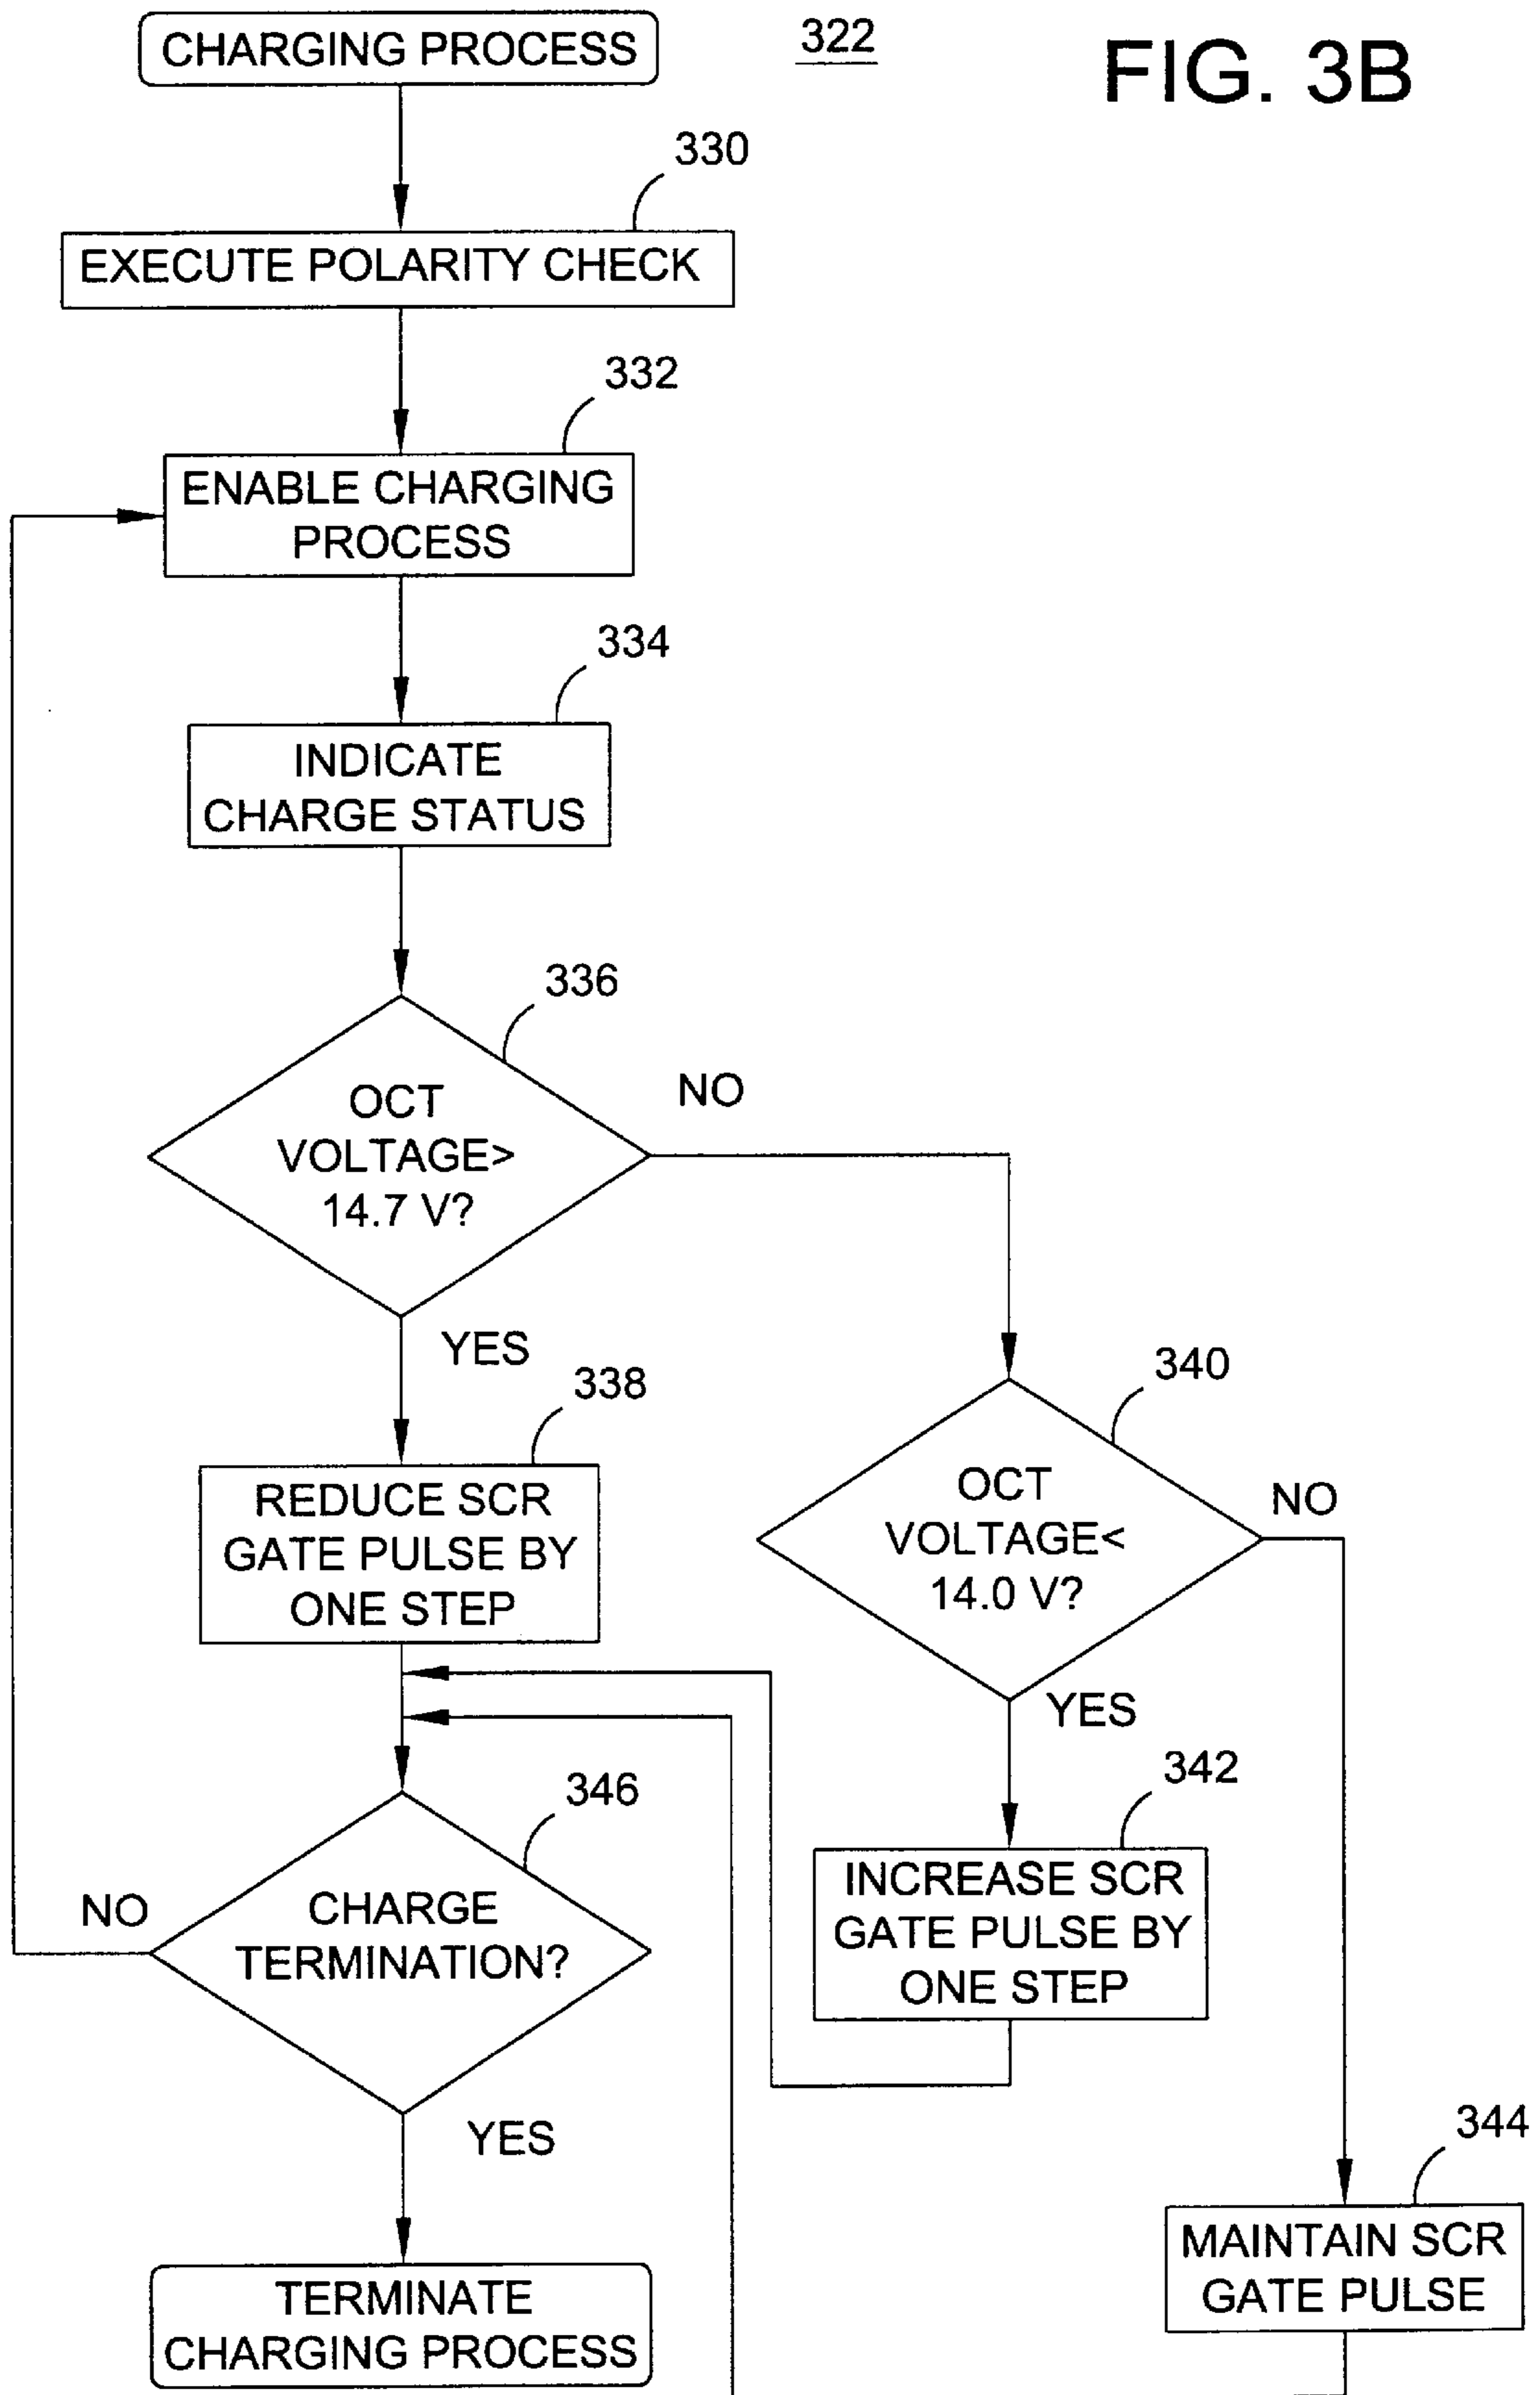 CHARGING PROCESS
322
FIG. 3B
330
EXECUTE POLARITY CHECK
332
ENABLE CHARGING
PROCESS
334
INDICATE
CHARGE STATUS
336
OCT
VOLTAGE>
14.7 V?
NO
YES
338
REDUCE SCR
GATE PULSE BY
ONE STEP
340
OCT
VOLTAGE<
14.0 V?
NO
YES
342
INCREASE SCR
GATE PULSE BY
ONE STEP
344
MAINTAIN SCR
GATE PULSE
346
CHARGE
TERMINATION?
NO
YES
TERMINATE
CHARGING PROCESS